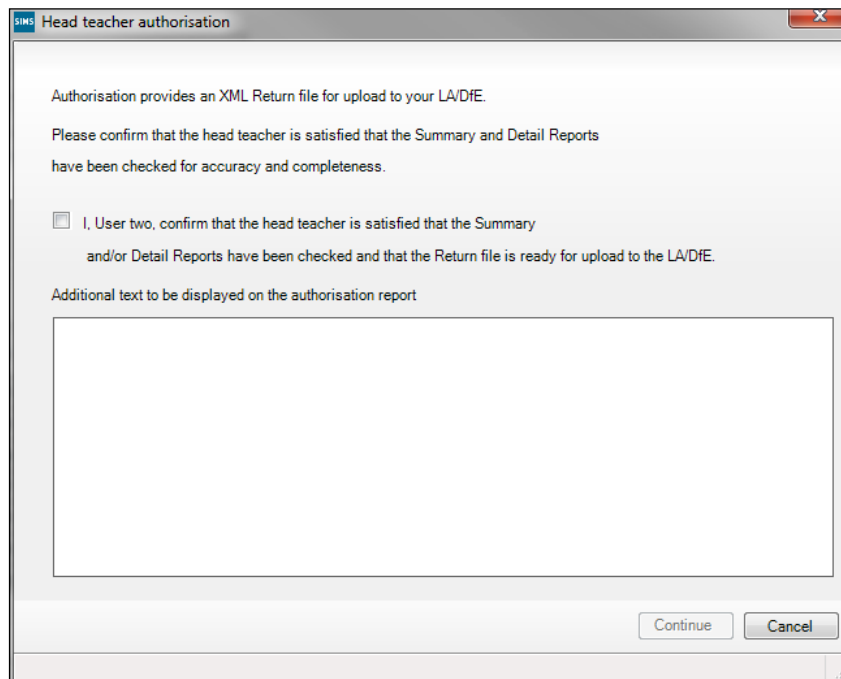 SIMS Head teacher authorisation
X
Authorisation provides an XML Return file for upload to your LA/DfE.
Please confirm that the head teacher is satisfied that the Summary and Detail Reports
have been checked for accuracy and completeness.
I, User two, confirm that the head teacher is satisfied that the Summary
and/or Detail Reports have been checked and that the Return file is ready for upload to the LA/DfE.
Additional text to be displayed on the authorisation report
Continue Cancel